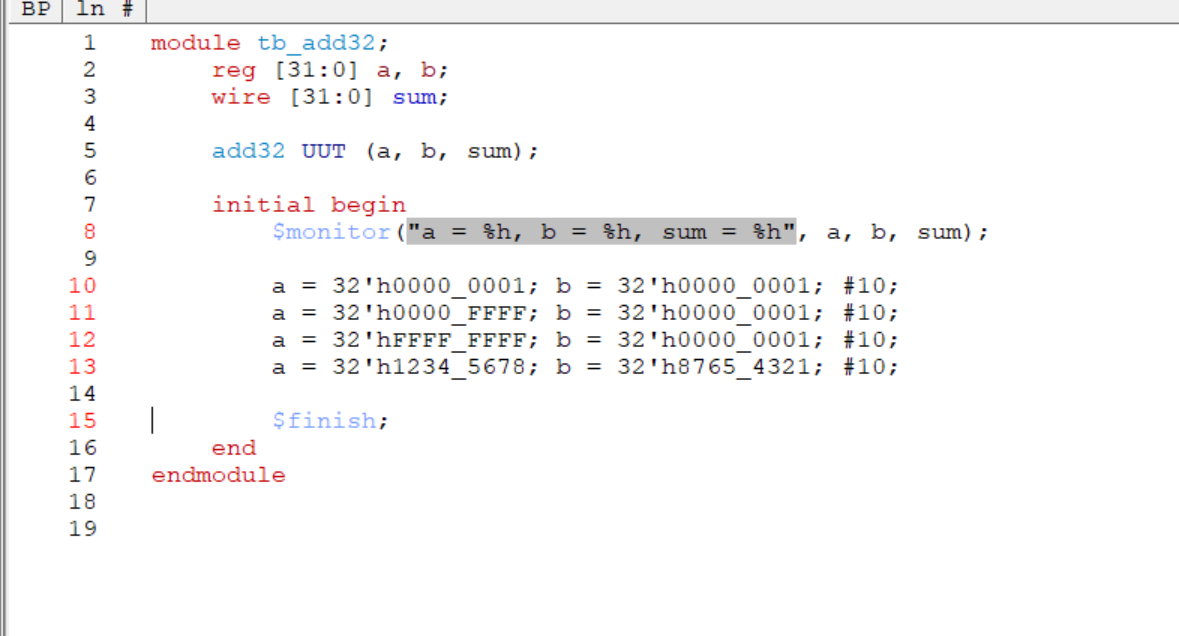 BP ln #
1 module tb_add32;
2 reg [31:0] a, b;
3 wire [31:0] sum;
4
5 add32 UUT (a, b, sum);
6
7 initial begin
8 $monitor("a = %h, b = %h, sum = %h", a, b, sum);
9
10 a = 32'h0000_0001; b = 32'h0000_0001; #10;
11 a = 32'h0000_FFFF; b = 32'h0000_0001; #10;
12 a = 32'hFFFF_FFFF; b = 32'h0000_0001; #10;
13 a = 32'h1234_5678; b = 32'h8765_4321; #10;
14
15 $finish;
16 end
17 endmodule
18
19